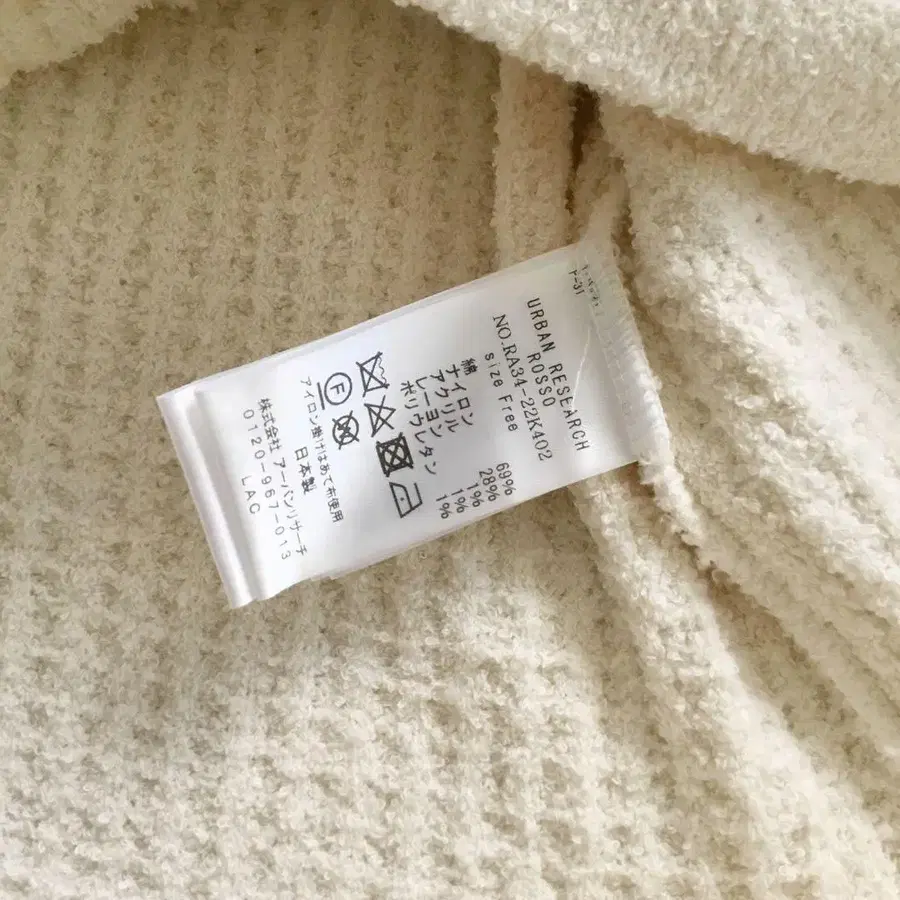 F-31
URBAN RESEARCH
ROSSO
NO.RA34-22K402
size Free
綿 69%
ナイロン 28%
アクリル 1%
レーヨン 1%
ポリウレタン 1%
F
アイロン掛けはあて布使用
日本製
株式会社 アーバンリサーチ
0120-967-013
LAC